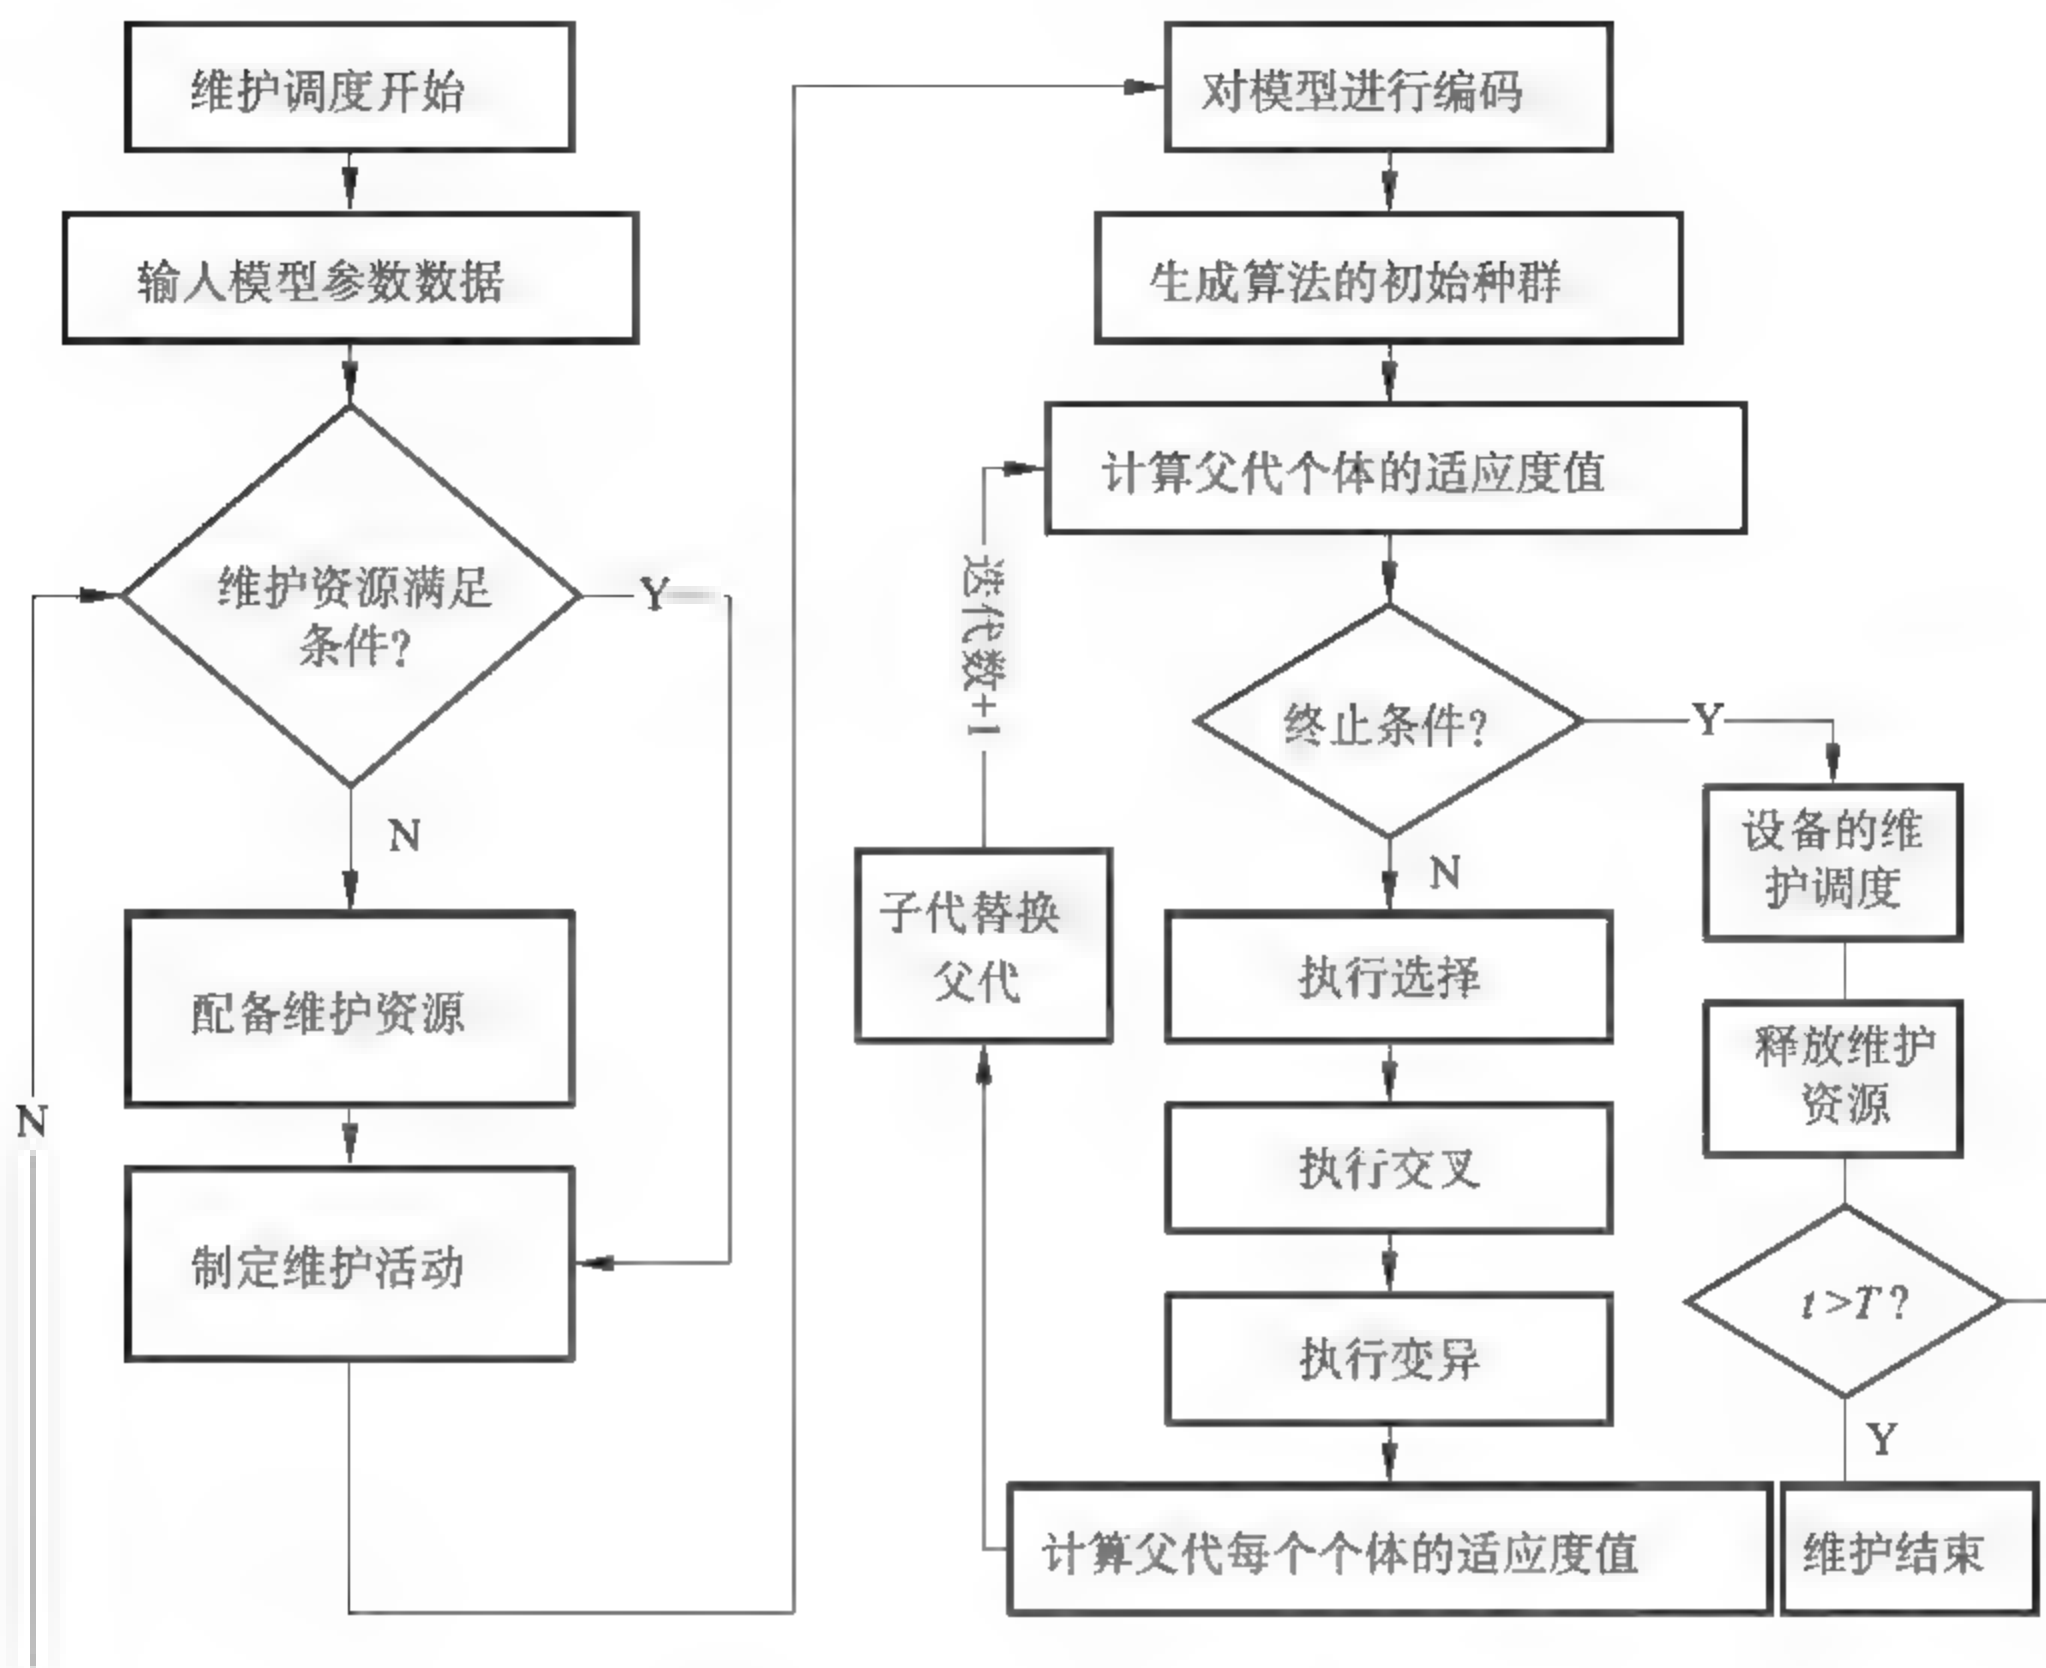 维护调度开始
输人模型参数数据
维护资源满足
条件?
Y
N
配备维护资源
制定维护活动
N
对模型进行编码
生成算法的初始种群
计算父代个体的适应度值
迭代数+1
终止条件?
Y
N
子代替换
父代
执行选择
执行交叉
执行变异
计算父代每个个体的适应度值
设备的维
护调度
释放维护
资源
t>T?
Y
维护结束